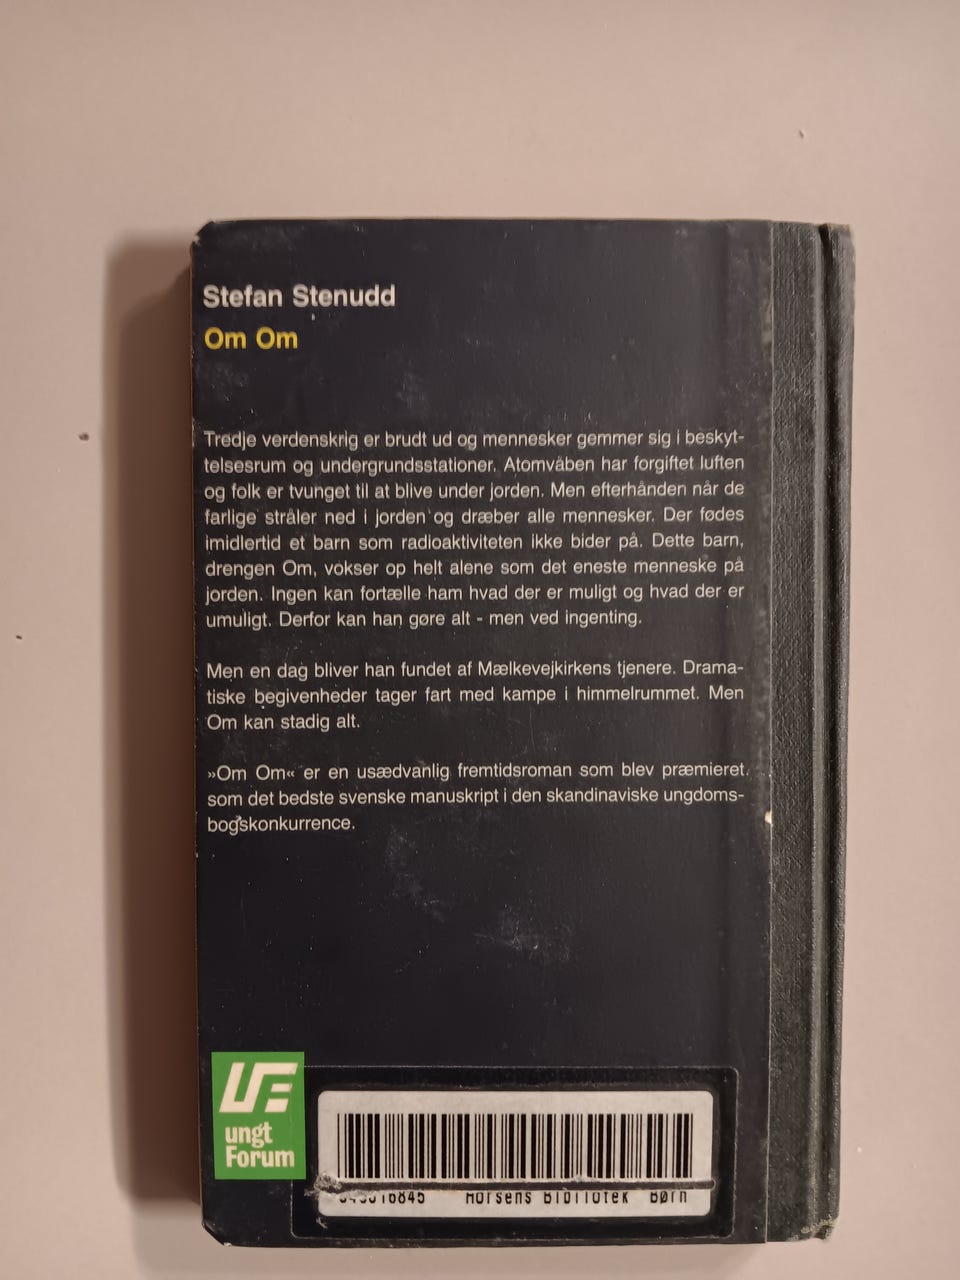 Stefan Stenudd
Om Om
Tredje verdenskrig er brudt ud og mennesker gemmer sig i beskyt-
telsesrum og undergrundsstationer. Atomvåben har forgiftet luften
og folk er tvunget til at blive under jorden. Men efterhånden når de
farlige stråler ned i jorden og dræber alle mennesker. Der fødes
imidlertid et barn som radioaktiviteten ikke bider på. Dette barn,
drengen Om, vokser op helt alene som det eneste menneske på
jorden. Ingen kan fortælle ham hvad der er muligt og hvad der er
umuligt. Derfor kan han gøre alt - men ved ingenting.
Men en dag bliver han fundet af Mælkevejkirkens tjenere. Drama-
tiske begivenheder tager fart med kampe i himmelrummet. Men
Om kan stadig alt.
»Om Om« er en usædvanlig fremtidsroman som blev præmieret
som det bedste svenske manuskript i den skandinaviske ungdoms-
bogskonkurrence.
UF
ungt
Forum
Horsens Bibliotek Børn